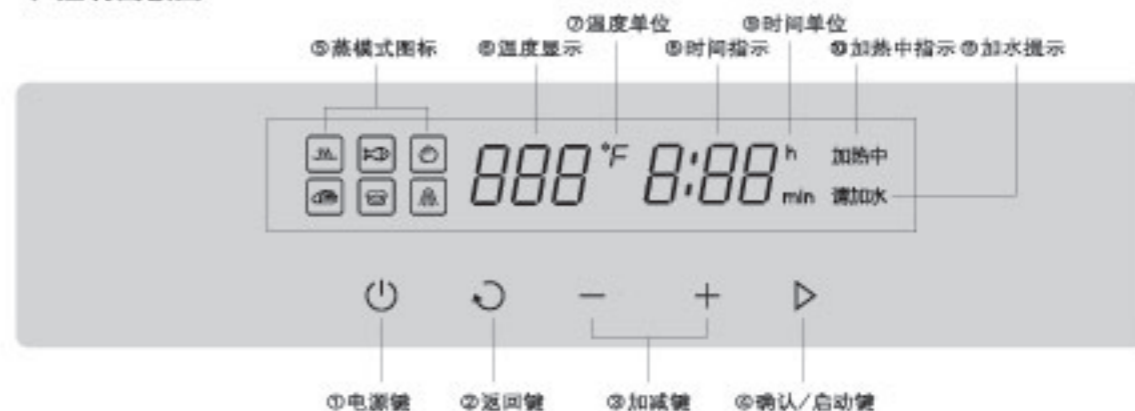 ⑦温度单位 ⑨时间单位
⑤蒸模式图标 ⑥温度显示 ⑧时间指示 ⑩加热中指示 ⑪加水提示
888 °F 8:88 h 加热中
min 请加水
①电源键 ②返回键 ③加减键 ④确认/启动键